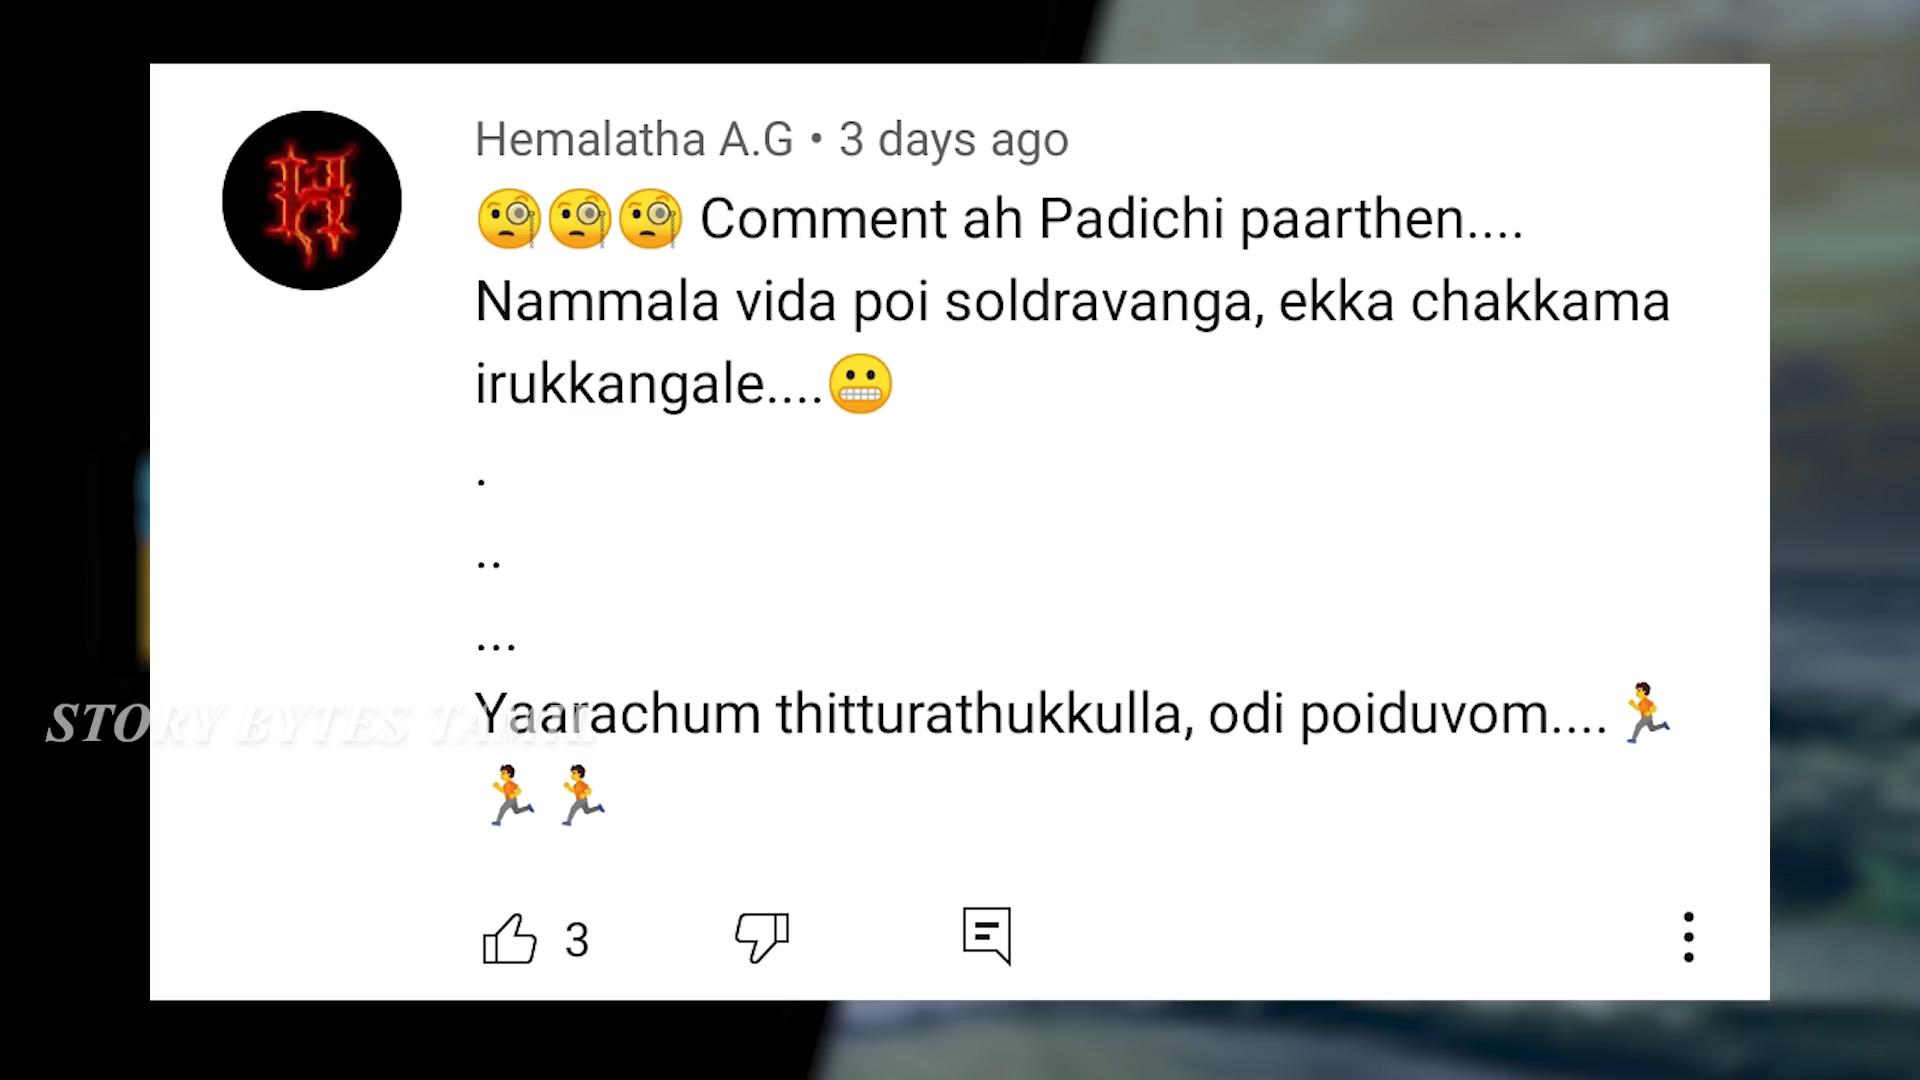 Hemalatha A.G • 3 days ago
🧐🧐🧐 Comment ah Padichi paarthen....
Nammala vida poi soldravanga, ekka chakkama
irukkangale....😬
.
..
...
Yaarachum thitturathukkulla, odi poiduvom....🏃
🏃🏃
3
STORY BYTES TAMIL